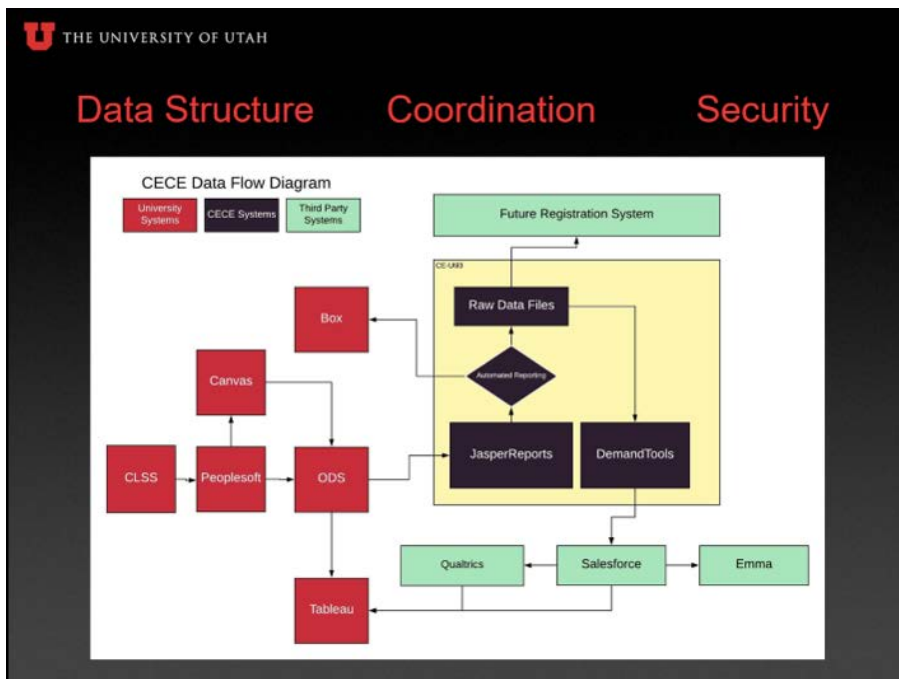 THE UNIVERSITY OF UTAH
Data Structure Coordination Security
CECE Data Flow Diagram
University
Systems
CECE Systems
Third Party
Systems
Future Registration System
CE-U93
Raw Data Files
Box
Automated Reporting
Canvas
JasperReports
DemandTools
CLSS
Peoplesoft
ODS
Qualtrics
Salesforce
Emma
Tableau